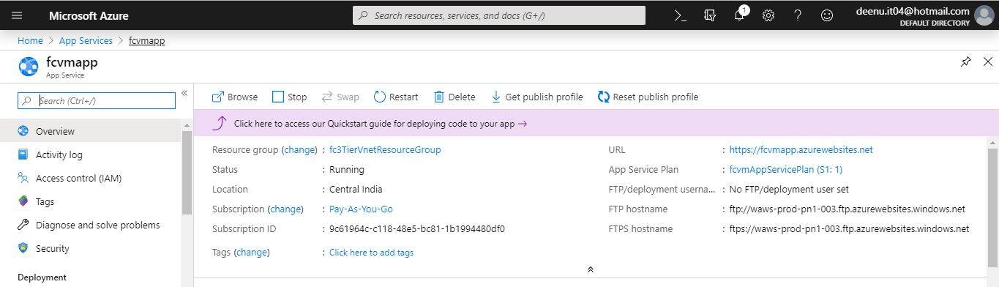 Microsoft Azure
Search resources, services, and docs (G+/)
1
deenu.it04@hotmail.com
DEFAULT DIRECTORY
Home > App Services > fcvmapp
fcvmapp
App Service
Search (Ctrl+/)
Overview
Activity log
Access control (IAM)
Tags
Diagnose and solve problems
Security
Deployment
Browse Stop Swap Restart Delete Get publish profile Reset publish profile
Click here to access our Quickstart guide for deploying code to your app →
Resource group (change) : fc3TierVnetResourceGroup
Status : Running
Location : Central India
Subscription (change) : Pay-As-You-Go
Subscription ID : 9c61964c-c118-48e5-bc81-1b1994480df0
Tags (change) : Click here to add tags
URL : https://fcvmapp.azurewebsites.net
App Service Plan : fcvmAppServicePlan (S1: 1)
FTP/deployment userna... : No FTP/deployment user set
FTP hostname : ftp://waws-prod-pn1-003.ftp.azurewebsites.windows.net
FTPS hostname : ftps://waws-prod-pn1-003.ftp.azurewebsites.windows.net